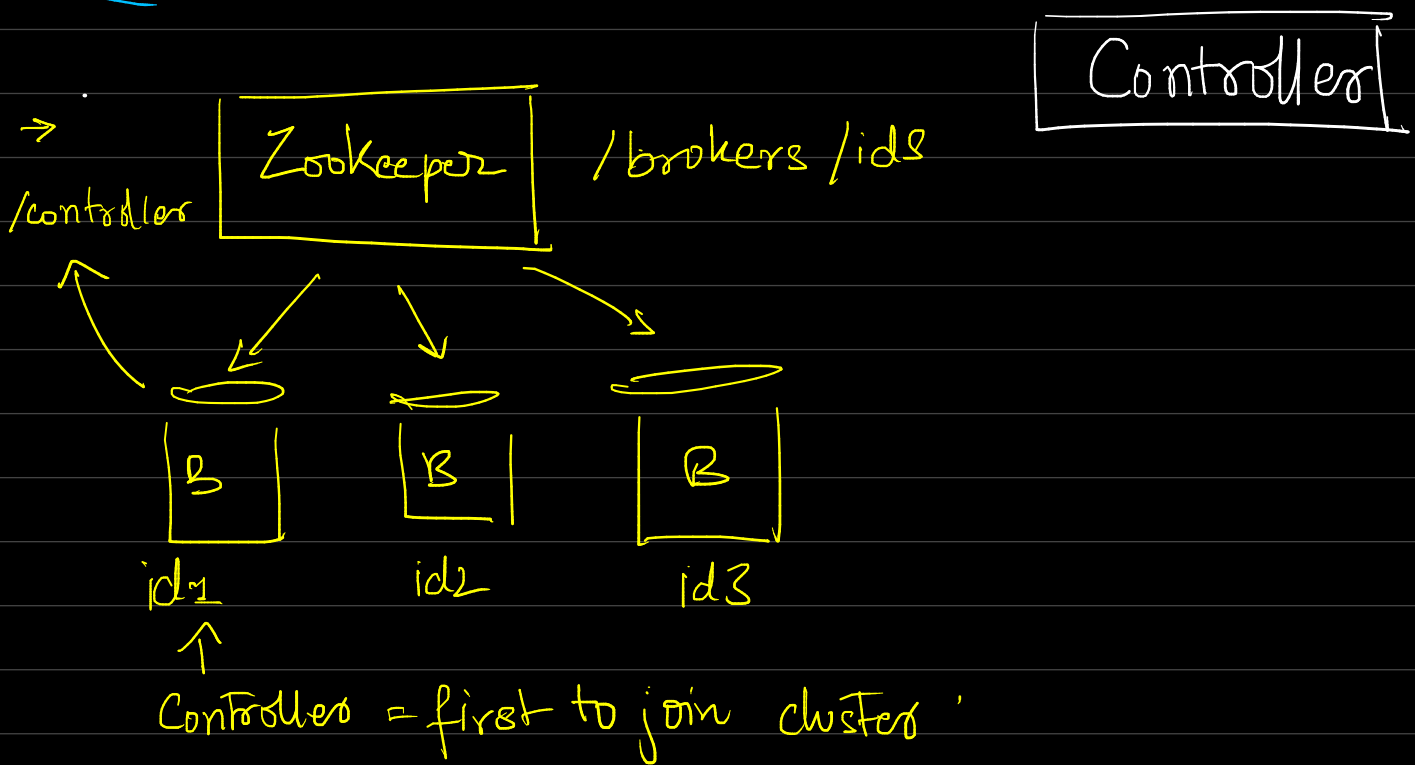 Controller
→
Zookeeper /brokers/ids
/controller
B B B
id1 id2 id3
Controller = first to join cluster